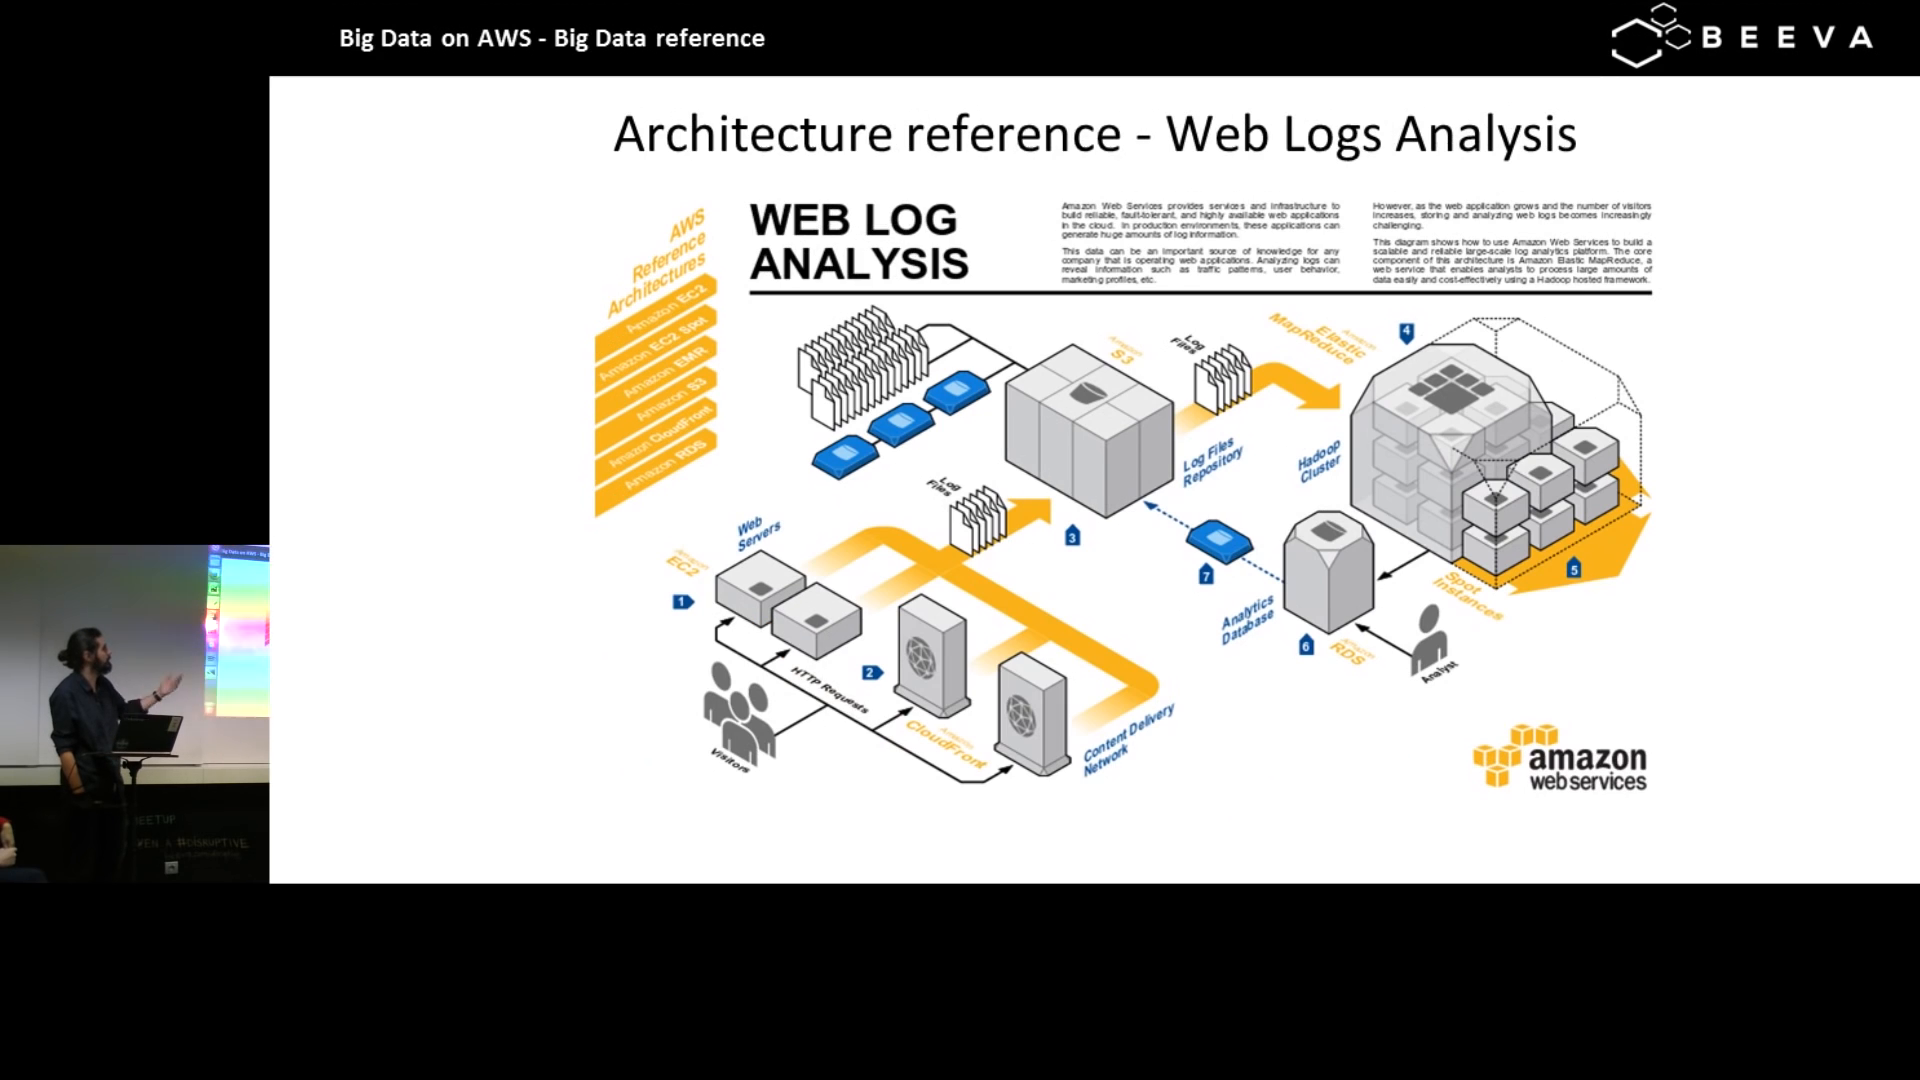 Big Data on AWS - Big Data reference
BEEVA
Architecture reference - Web Logs Analysis
AWS
Reference
Architectures
Amazon EC2
Amazon EC2 Spot
Amazon EMR
Amazon S3
Amazon CloudFront
Amazon RDS
WEB LOG
ANALYSIS
Amazon Web Services provides services and infrastructure to
build reliable, fault-tolerant, and highly available web applications
in the cloud. In production environments, these applications can
generate huge amounts of log information.
This data can be an important source of knowledge for any
company that is operating web applications. Analyzing logs can
reveal information such as traffic patterns, user behavior,
marketing profiles, etc.
However, as the web application grows and the number of visitors
increases, storing and analyzing web logs becomes increasingly
challenging.
This diagram shows how to use Amazon Web Services to build a
scalable and reliable large-scale log analytics platform. The core
component of this architecture is Amazon Elastic MapReduce, a
web service that enables analysts to process large amounts of
data easily and cost-effectively using a Hadoop hosted framework.
Amazon
S3
Log
Files
Amazon
Elastic
MapReduce
4
Log Files
Repository
Hadoop
Cluster
Log
Files
3
Web
Servers
Amazon
EC2
1
7
5
Spot
Instances
Analytics
Database
6
Amazon
RDS
Analyst
2
HTTP Requests
Visitors
Amazon
CloudFront
Content Delivery
Network
amazon
web services
Big Data on AWS - Big
MEETUP
#DISRUPTIVE